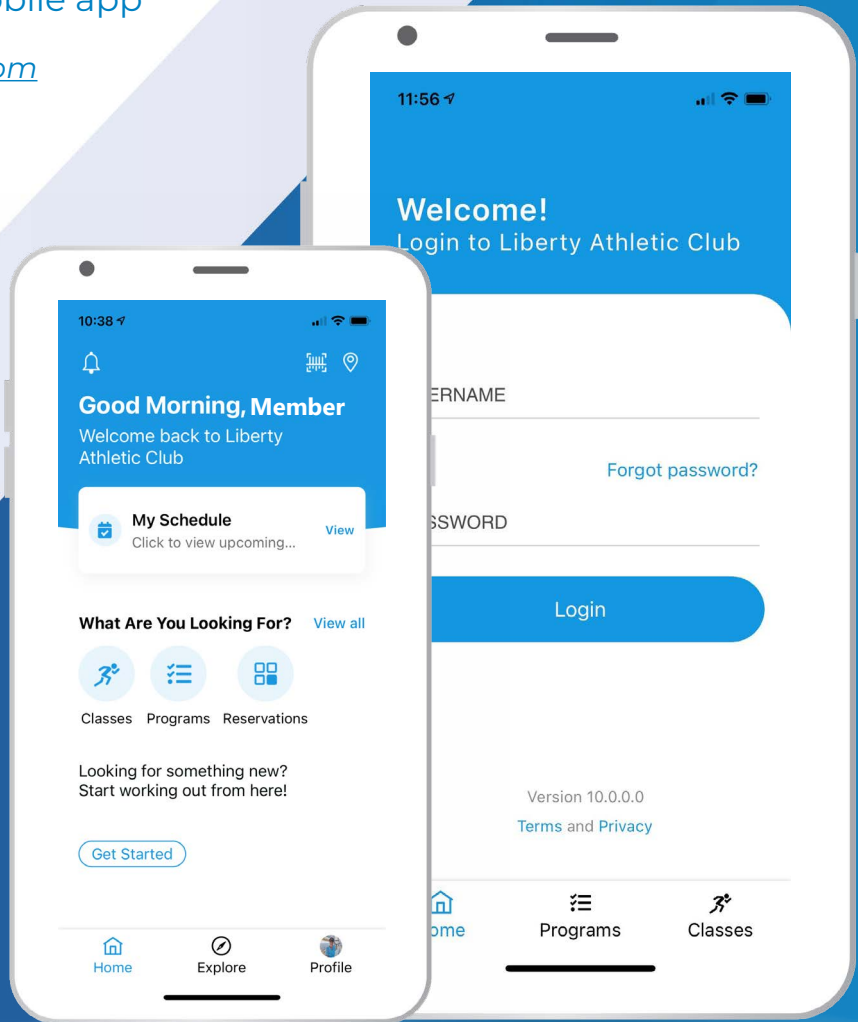 app
11:56
Welcome!
Login to Liberty Athletic Club
ERNAME
Forgot password?
SSWORD
Login
Version 10.0.0.0
Terms and Privacy
ome
Programs
Classes
10:38
Good Morning, Member
Welcome back to Liberty
Athletic Club
My Schedule
Click to view upcoming...
View
What Are You Looking For?
View all
Classes
Programs
Reservations
Looking for something new?
Start working out from here!
Get Started
Home
Explore
Profile